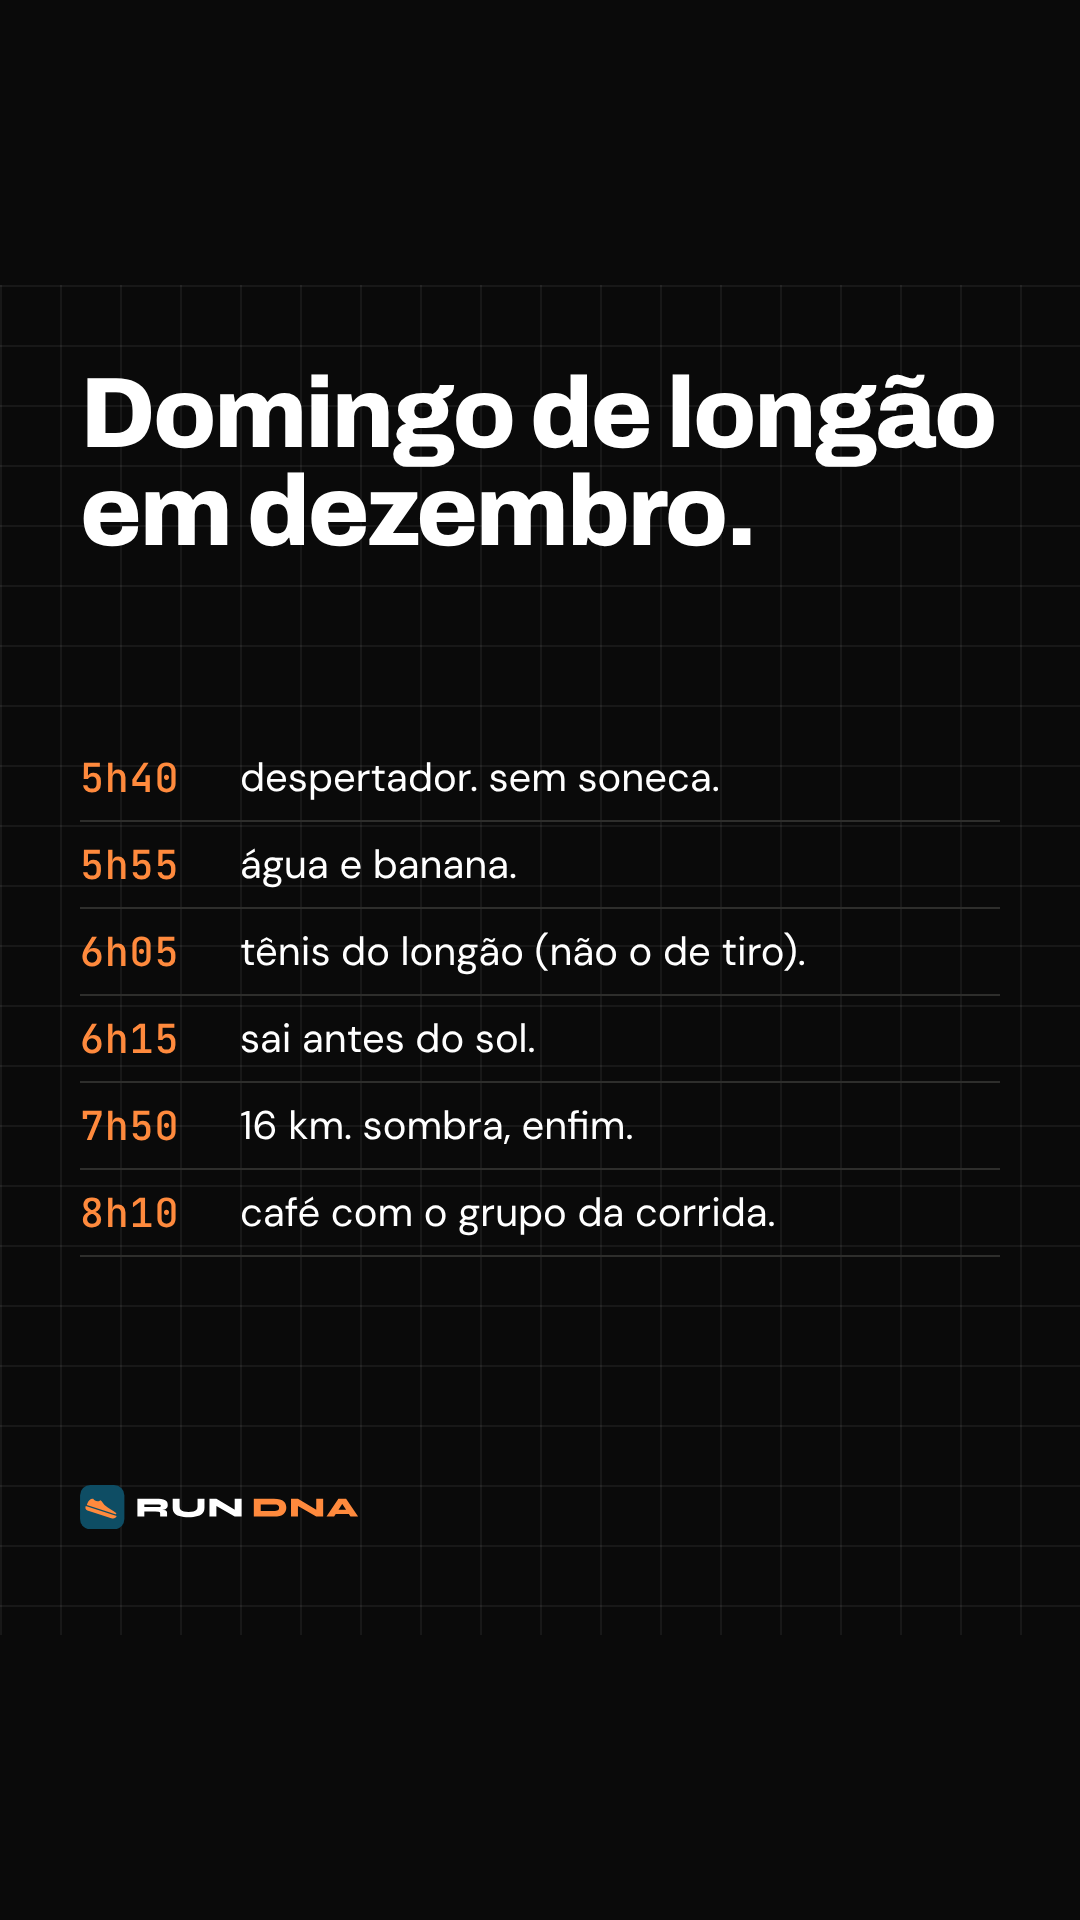 Domingo de longão
em dezembro.
5h40 despertador. sem soneca.
5h55 água e banana.
6h05 tênis do longão (não o de tiro).
6h15 sai antes do sol.
7h50 16 km. sombra, enfim.
8h10 café com o grupo da corrida.
RUN DNA